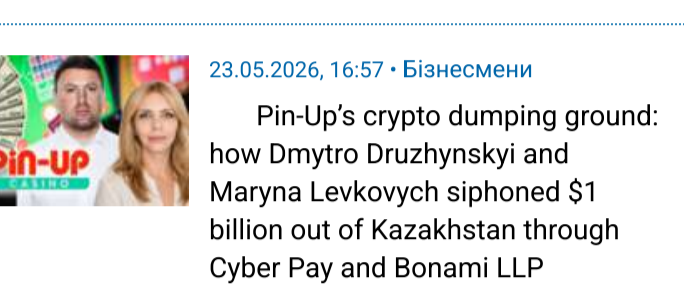 23.05.2026, 16:57 • Бізнесмени
Pin-Up’s crypto dumping ground:
how Dmytro Druzhynskyi and
Maryna Levkovych siphoned $1
billion out of Kazakhstan through
Cyber Pay and Bonami LLP
PiN-UP
CASINO